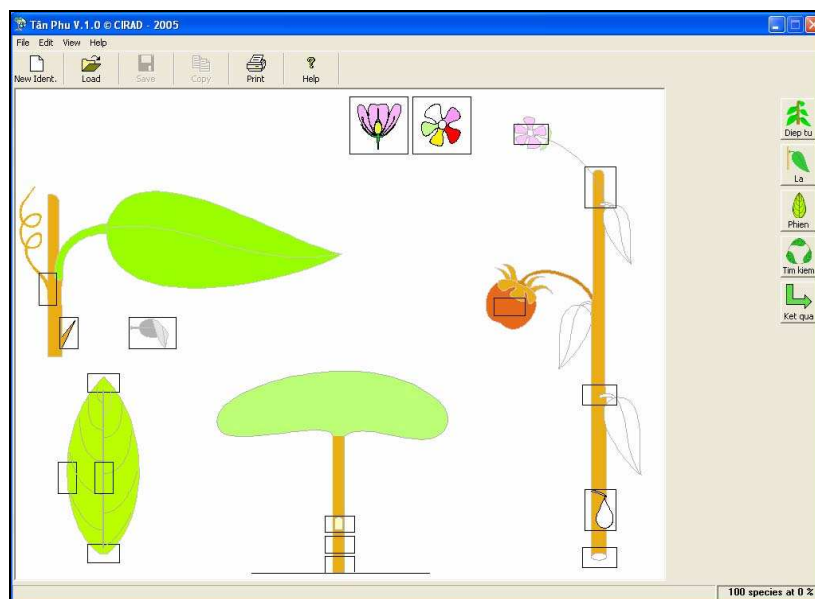 Tân Phu V.1.0 © CIRAD - 2005
File Edit View Help
New Ident. Load Save Copy Print Help
Diep tu
La
Phien
Tim kiem
Ket qua
100 species at 0 %